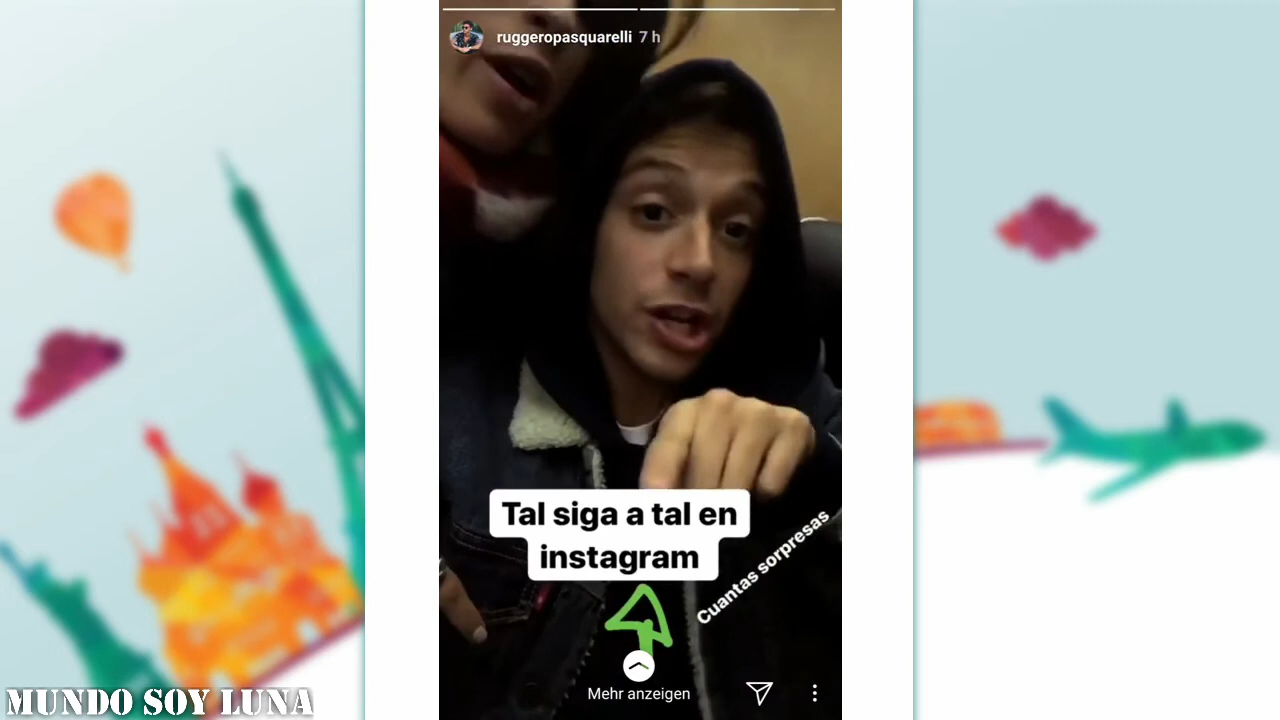 ruggeropasquarelli 7 h
Tal siga a tal en
instagram
Cuantas sorpresas
Mehr anzeigen
MUNDO SOY LUNA